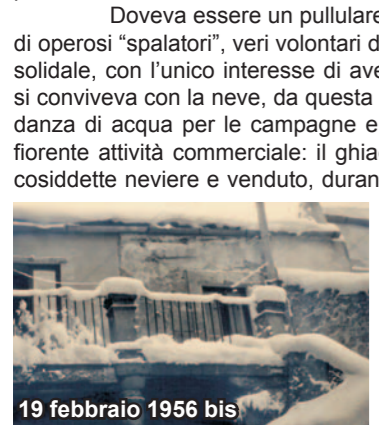 Doveva essere un pullulare
di operosi “spalatori”, veri volontari d
solidale, con l’unico interesse di ave
si conviveva con la neve, da questa
danza di acqua per le campagne e
fiorente attività commerciale: il ghia
cosiddette neviere e venduto, duran
19 febbraio 1956 bis